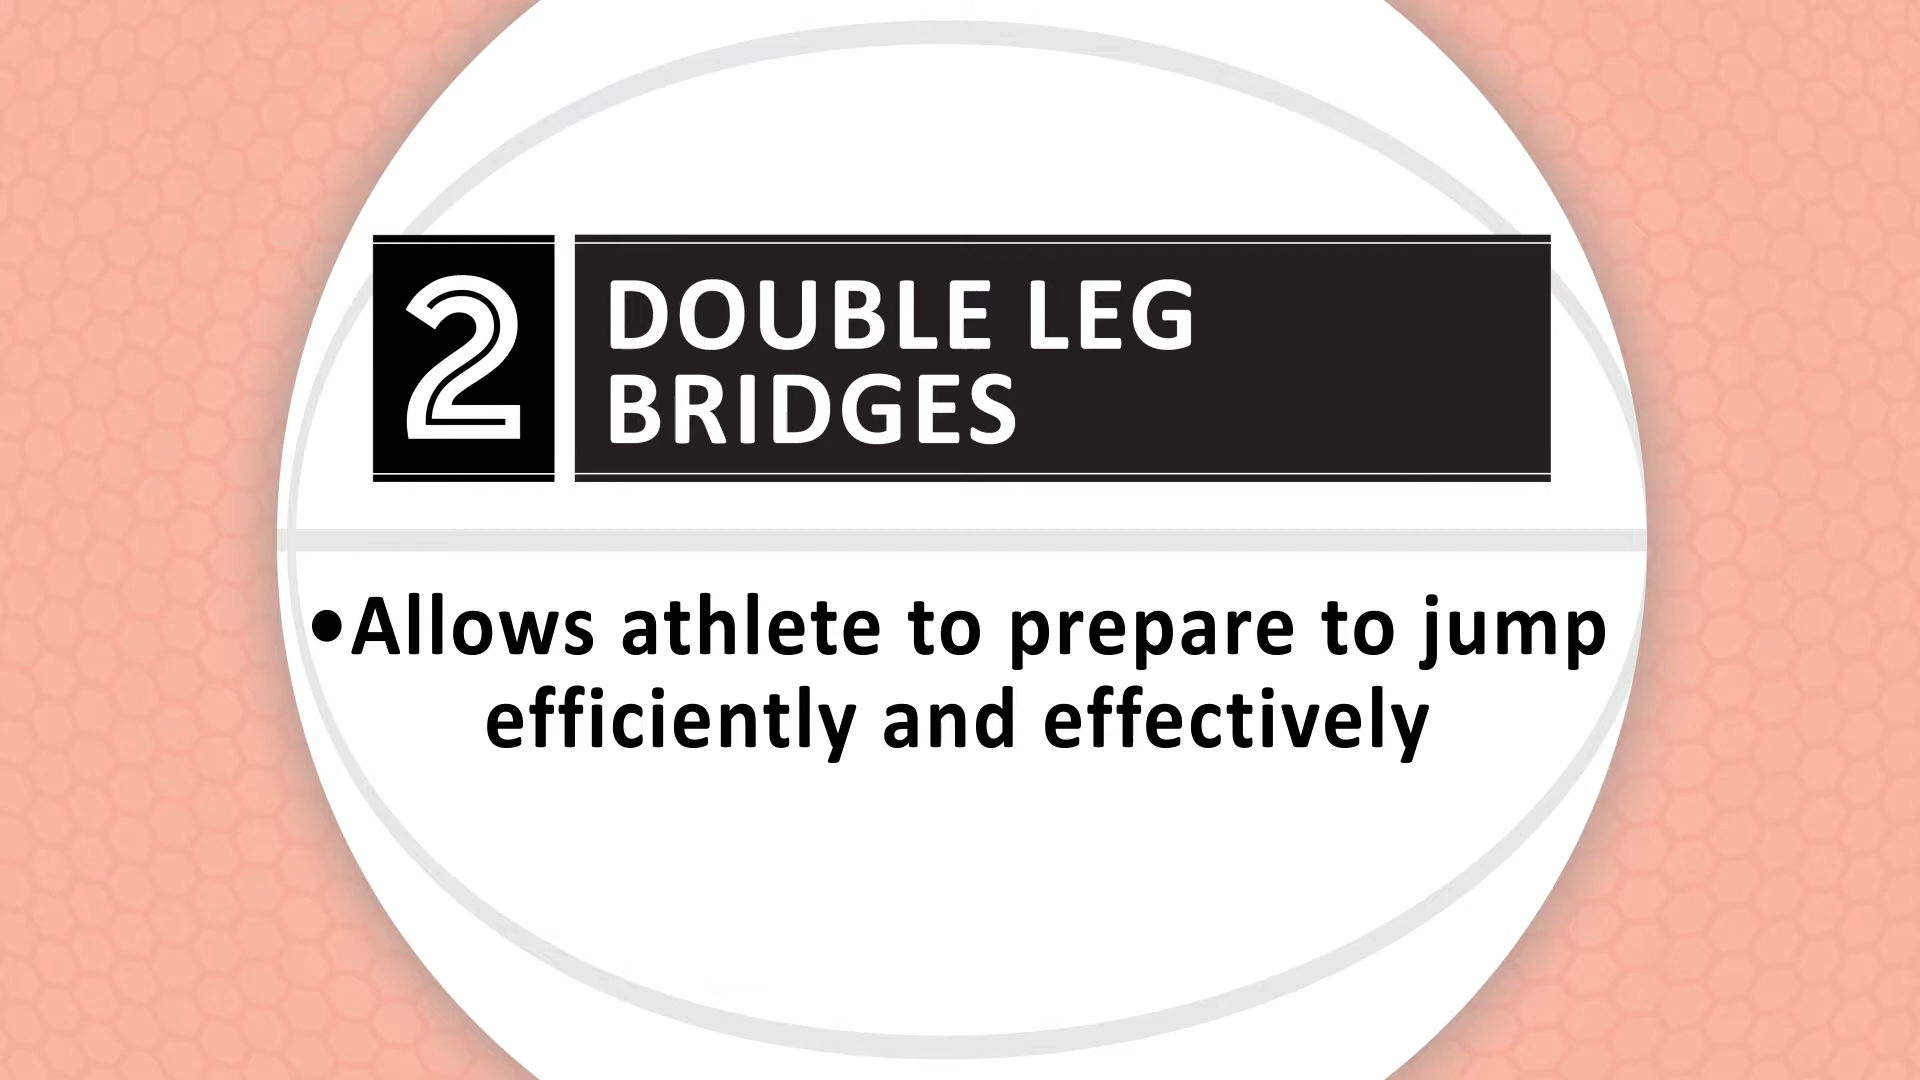 2
DOUBLE LEG
BRIDGES
•Allows athlete to prepare to jump
efficiently and effectively